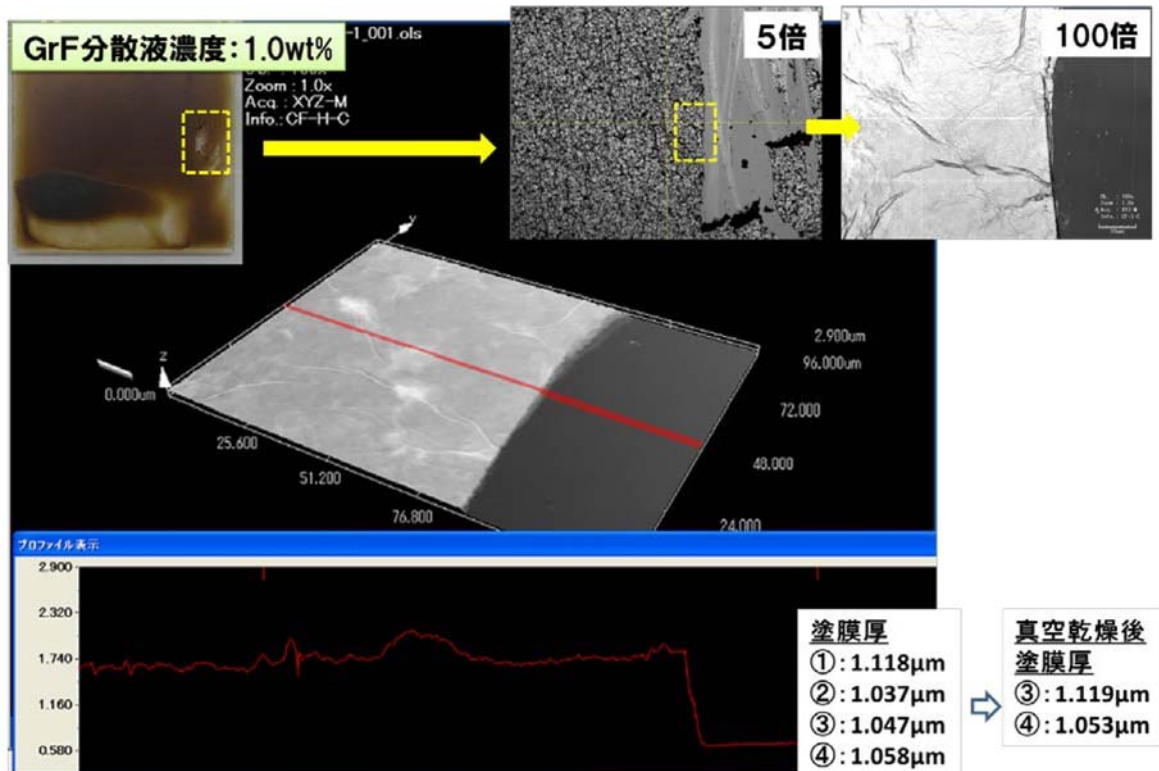 GrF分散液濃度：1.0wt%
-1_001.ols
Zoom : 1.0x
Acq. : XYZ-M
Info.: CF-H-C
5倍
100倍
Y
Z
0.000um
25.600
51.200
76.800
2.900um
96.000um
72.000
48.000
24.000
プロファイル表示
2.900
2.320
1.740
1.160
0.580
塗膜厚
①：1.118μm
②：1.037μm
③：1.047μm
④：1.058μm
真空乾燥後
塗膜厚
③：1.119μm
④：1.053μm